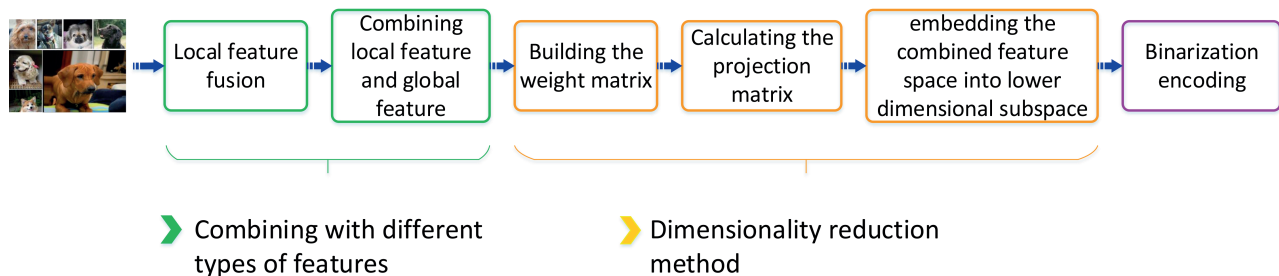 Local feature
fusion
Combining
local feature
and global
feature
Building the
weight matrix
Calculating the
projection
matrix
embedding the
combined feature
space into lower
dimensional subspace
Binarization
encoding
Combining with different
types of features
Dimensionality reduction
method